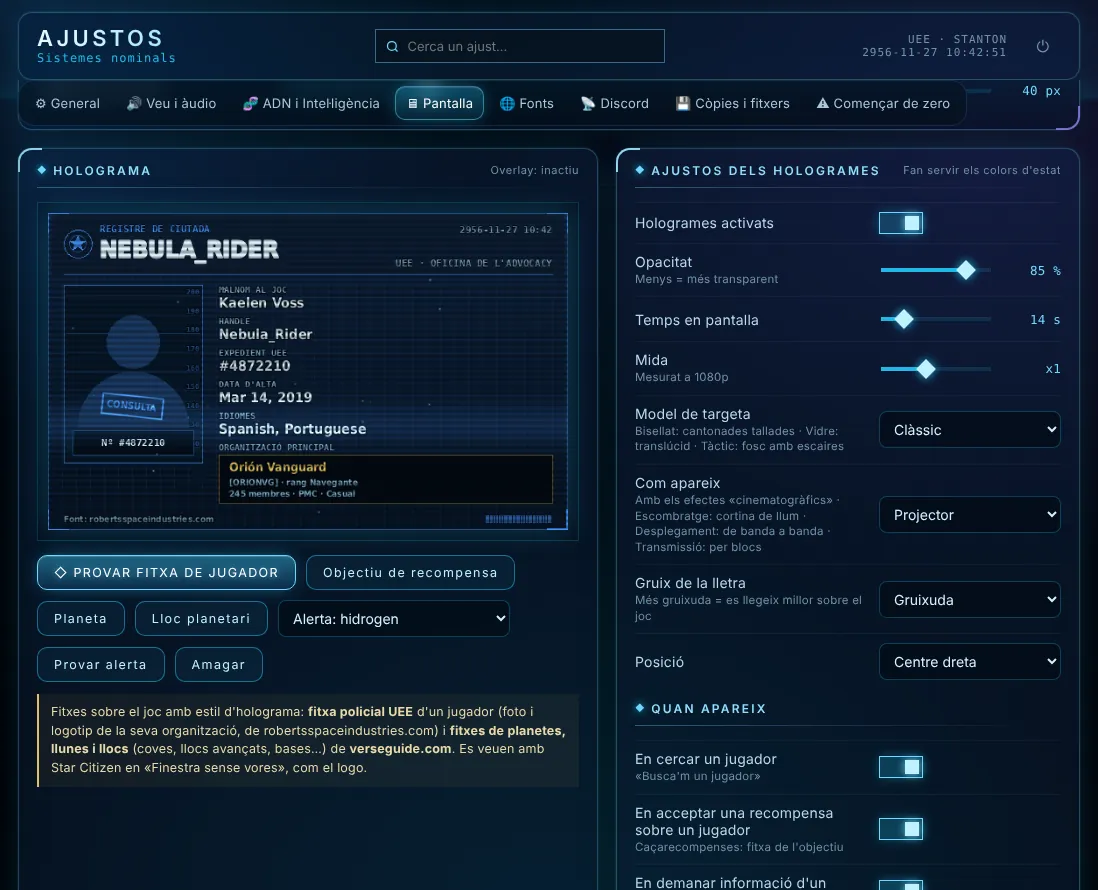 AJUSTOS
Sistemes nominals
Cerca un ajust...
UEE · STANTON
2956-11-27 10:42:51
General
Veu i àudio
ADN i Intel·ligència
Pantalla
Fonts
Discord
Còpies i fitxers
Començar de zero
40 px
HOLOGRAMA
Overlay: inactiu
REGISTRE DE CIUTADÀ
NEBULA_RIDER
2956-11-27 10:42
UEE · OFICINA DE L'ADVOCACY
200
190
180
170
160
150
140
CONSULTA
Nº #4872210
MALNOM AL JOC
Kaelen Voss
HANDLE
Nebula_Rider
EXPEDIENT UEE
#4872210
DATA D'ALTA
Mar 14, 2019
IDIOMES
Spanish, Portuguese
ORGANITZACIÓ PRINCIPAL
Orión Vanguard
[ORIONVG] · rang Navegante
245 membres · PMC · Casual
Font: robertsspaceindustries.com
PROVAR FITXA DE JUGADOR
Objectiu de recompensa
Planeta
Lloc planetari
Alerta: hidrogen
Provar alerta
Amagar
Fitxes sobre el joc amb estil d'holograma: fitxa policial UEE d'un jugador (foto i
logotip de la seva organització, de robertsspaceindustries.com) i fitxes de planetes,
llunes i llocs (coves, llocs avançats, bases...) de verseguide.com. Es veuen amb
Star Citizen en «Finestra sense vores», com el logo.
AJUSTOS DELS HOLOGRAMES
Fan servir els colors d'estat
Hologrames activats
Opacitat
Menys = més transparent
85 %
Temps en pantalla
14 s
Mida
Mesurat a 1080p
x1
Model de targeta
Bisellat: cantonades tallades · Vidre:
translúcid · Tàctic: fosc amb escaires
Clàssic
Com apareix
Amb els efectes «cinematogràfics» ·
Escombratge: cortina de llum ·
Desplegament: de banda a banda ·
Transmissió: per blocs
Projector
Gruix de la lletra
Més gruixuda = es llegeix millor sobre el
joc
Gruixuda
Posició
Centre dreta
QUAN APAREIX
En cercar un jugador
«Busca'm un jugador»
En acceptar una recompensa
sobre un jugador
Caçarecompenses: fitxa de l'objectiu
En demanar informació d'un